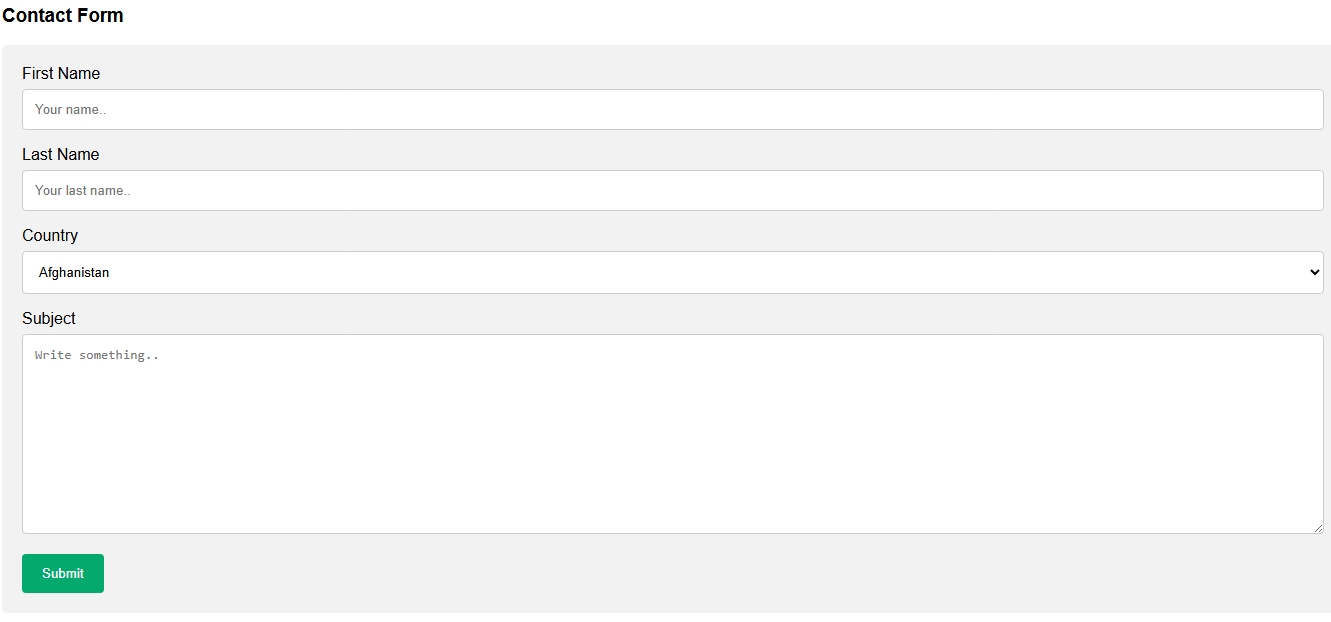 Contact Form
First Name
Your name..
Last Name
Your last name..
Country
Afghanistan
Subject
Write something..
Submit